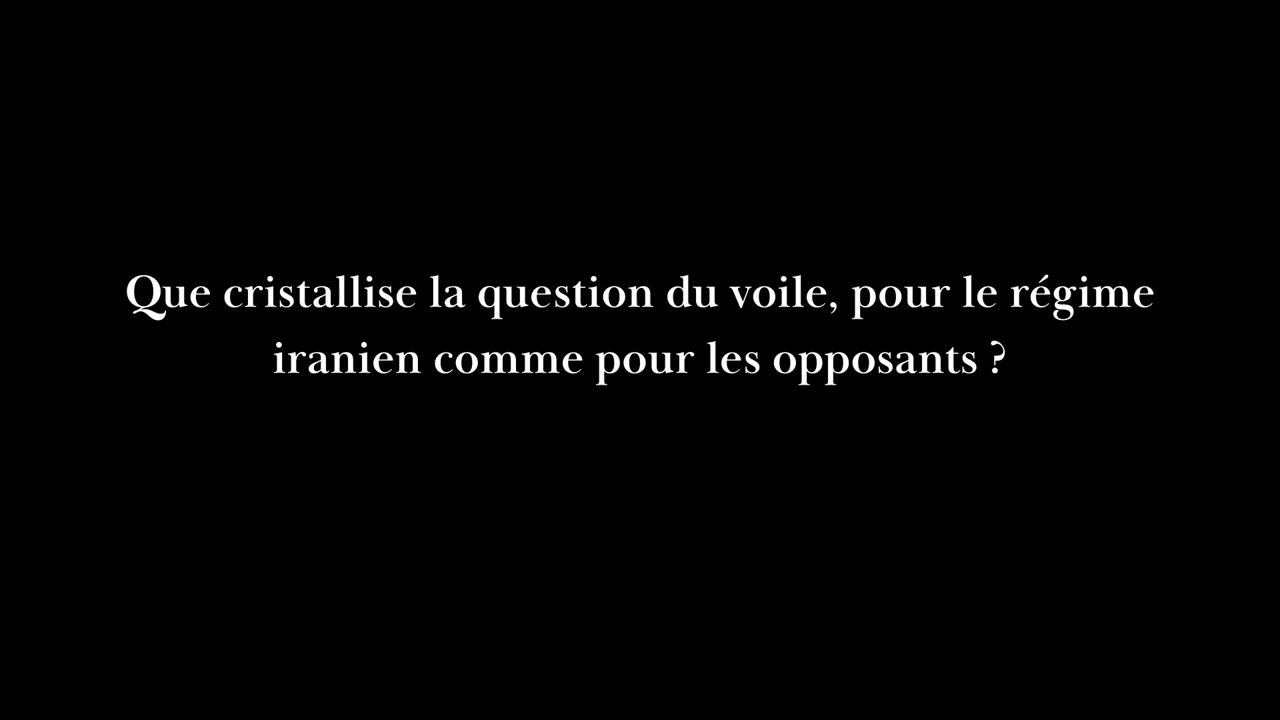 Que cristallise la question du voile, pour le régime
iranien comme pour les opposants ?